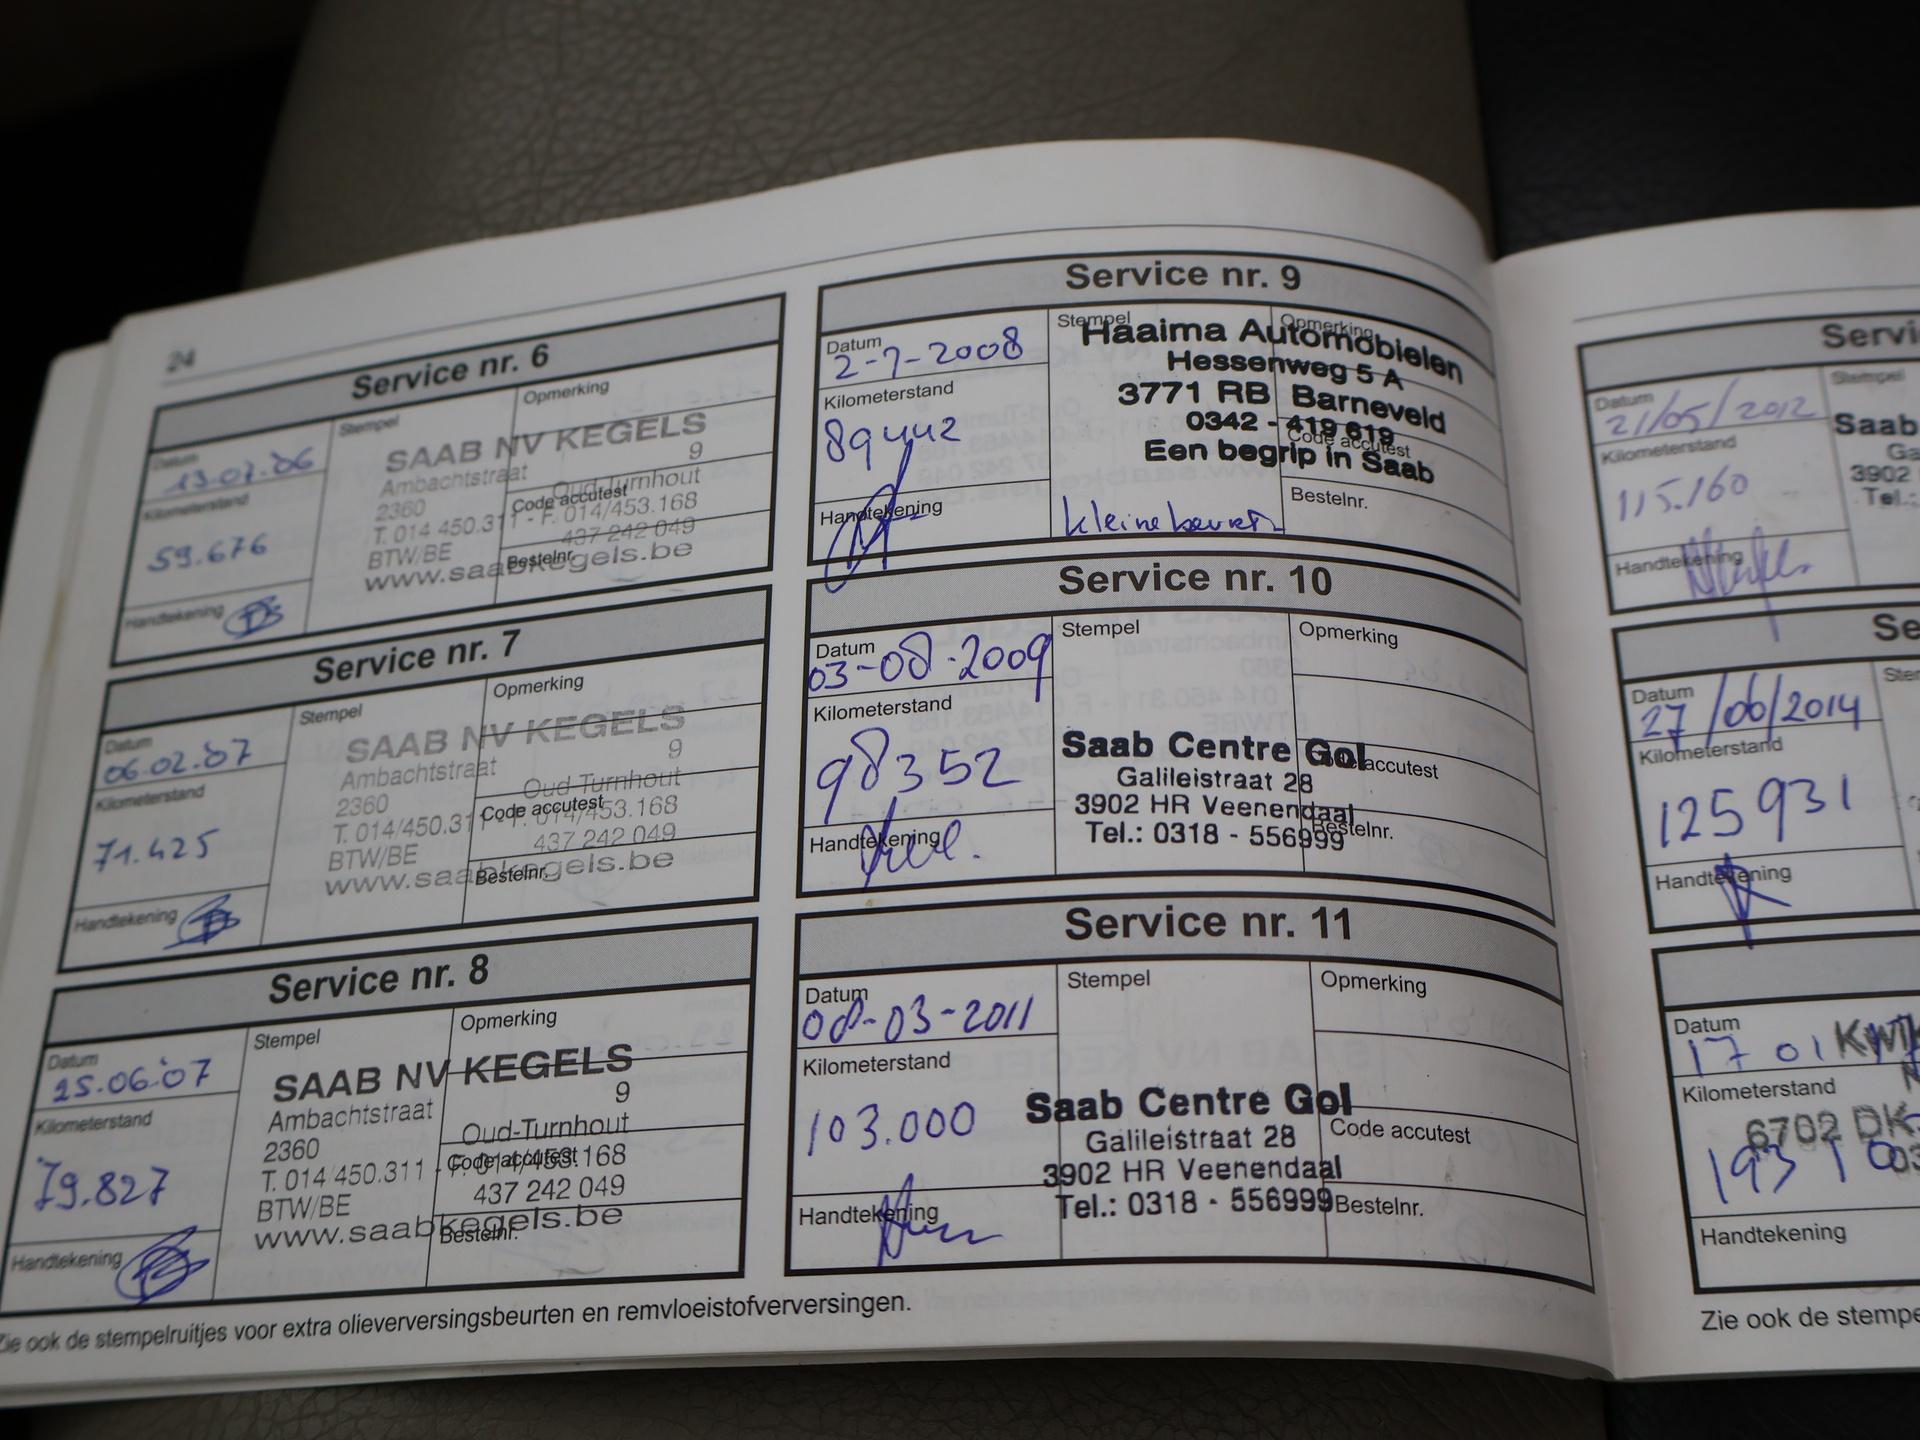 24
Service nr. 6
Datum
13.07.'06
Kilometerstand
59.676
Handtekening
Stempel
Opmerking
SAAB NV KEGELS
Ambachtstraat 9
2360 Oud-Turnhout
Code accutest
T. 014 450.311 - F. 014/453.168
BTW/BE 437 242 049
Bestelnr.
www.saabkegels.be
Service nr. 7
Datum
06.02.'07
Kilometerstand
71.425
Handtekening
Stempel
Opmerking
SAAB NV KEGELS
Ambachtstraat 9
2360 Oud-Turnhout
Code accutest
T. 014/450.311 - F. 014/453.168
BTW/BE 437 242 049
Bestelnr.
www.saabkegels.be
Service nr. 8
Datum
25.06.'07
Kilometerstand
79.827
Handtekening
Stempel
Opmerking
SAAB NV KEGELS
Ambachtstraat 9
2360 Oud-Turnhout
Code accutest
T. 014 450.311 - F. 014/453.168
BTW/BE 437 242 049
Bestelnr.
www.saabkegels.be
Zie ook de stempelruitjes voor extra olieverversingsbeurten en remvloeistofverversingen.
Service nr. 9
Datum
2-7-2008
Kilometerstand
89442
Handtekening
Stempel
Opmerking
Haaima Automobielen
Hessenweg 5 A
3771 RB Barneveld
0342 - 419 619
Code accutest
Een begrip in Saab
Bestelnr.
kleine beurt
Service nr. 10
Datum
03-08-2009
Kilometerstand
98352
Handtekening
Stempel
Opmerking
Saab Centre Gol
Code accutest
Galileistraat 28
3902 HR Veenendaal
Bestelnr.
Tel.: 0318 - 556999
Service nr. 11
Datum
08-03-2011
Kilometerstand
103.000
Handtekening
Stempel
Opmerking
Saab Centre Gol
Code accutest
Galileistraat 28
3902 HR Veenendaal
Tel.: 0318 - 556999
Bestelnr.
Servi
Datum
21/05/2012
Kilometerstand
115.160
Handtekening
Stempel
Saab
Ga
3902
Tel.:
Se
Datum
27/06/2014
Kilometerstand
125931
Handtekening
Ste
Datum
17 01
Kwik
Kilometerstand
6702 DK
Handtekening
Zie ook de stempe